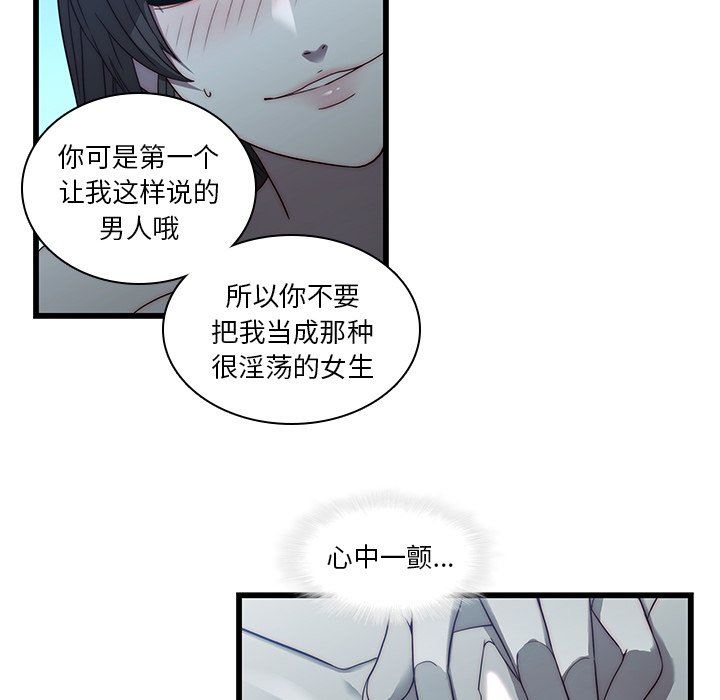 你可是第一个
让我这样说的
男人哦
所以你不要
把我当成那种
很淫荡的女生
心中一颤...